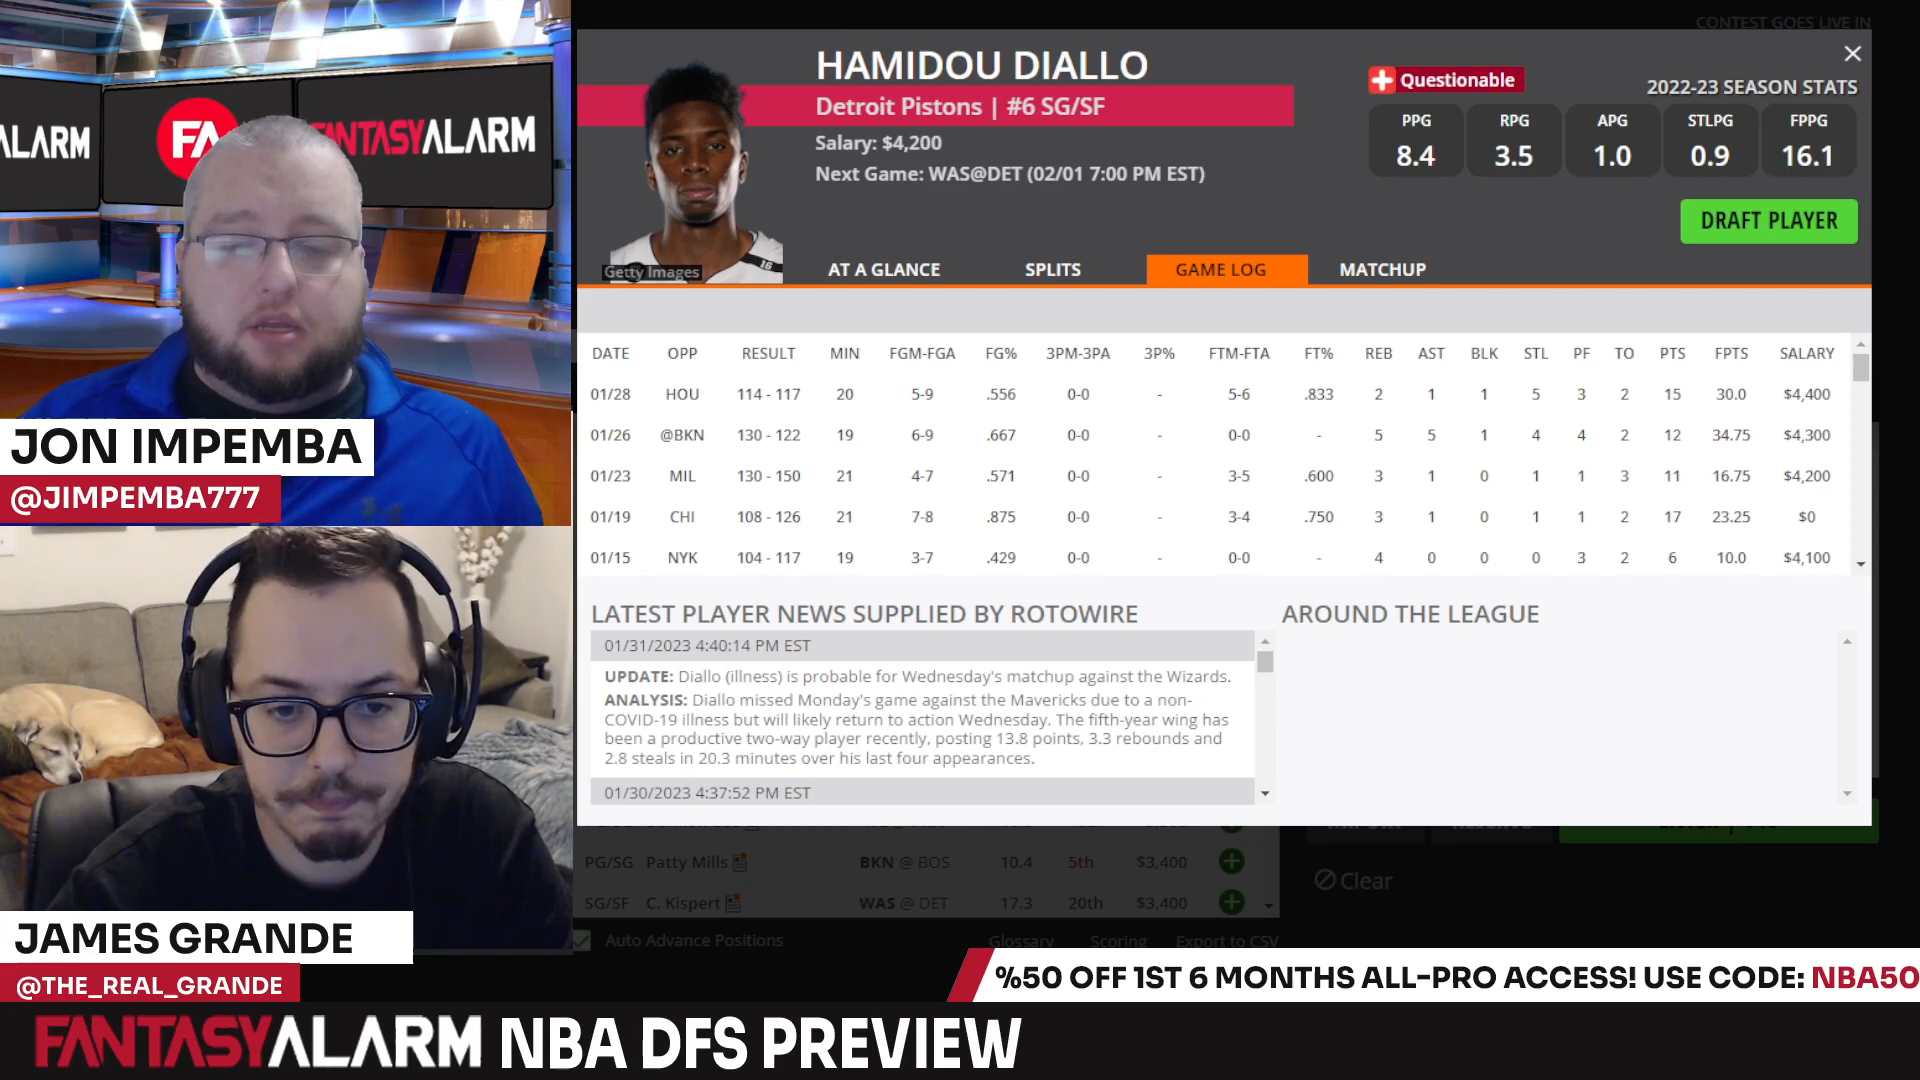 CONTEST GOES LIVE IN
ALARM
FA
FANTASYALARM
HAMIDOU DIALLO
Detroit Pistons | #6 SG/SF
Salary: $4,200
Next Game: WAS@DET (02/01 7:00 PM EST)
Questionable
2022-23 SEASON STATS
PPG RPG APG STLPG FPPG
8.4 3.5 1.0 0.9 16.1
DRAFT PLAYER
16
Getty Images
AT A GLANCE SPLITS GAME LOG MATCHUP
DATE OPP RESULT MIN FGM-FGA FG% 3PM-3PA 3P% FTM-FTA FT% REB AST BLK STL PF TO PTS FPTS SALARY
01/28 HOU 114 - 117 20 5-9 .556 0-0 - 5-6 .833 2 1 1 5 3 2 15 30.0 $4,400
01/26 @BKN 130 - 122 19 6-9 .667 0-0 - 0-0 - 5 5 1 4 4 2 12 34.75 $4,300
01/23 MIL 130 - 150 21 4-7 .571 0-0 - 3-5 .600 3 1 0 1 1 3 11 16.75 $4,200
01/19 CHI 108 - 126 21 7-8 .875 0-0 - 3-4 .750 3 1 0 1 1 2 17 23.25 $0
01/15 NYK 104 - 117 19 3-7 .429 0-0 - 0-0 - 4 0 0 0 3 2 6 10.0 $4,100
LATEST PLAYER NEWS SUPPLIED BY ROTOWIRE
01/31/2023 4:40:14 PM EST
UPDATE: Diallo (illness) is probable for Wednesday's matchup against the Wizards.
ANALYSIS: Diallo missed Monday's game against the Mavericks due to a non-
COVID-19 illness but will likely return to action Wednesday. The fifth-year wing has
been a productive two-way player recently, posting 13.8 points, 3.3 rebounds and
2.8 steals in 20.3 minutes over his last four appearances.
01/30/2023 4:37:52 PM EST
AROUND THE LEAGUE
PG/SG Patty Mills BKN @ BOS 10.4 5th $3,400
SG/SF C. Kispert WAS @ DET 17.3 20th $3,400
Clear
Auto Advance Positions
Glossary Scoring Export to CSV
JON IMPEMBA
@JIMPEMBA777
JAMES GRANDE
@THE_REAL_GRANDE
%50 OFF 1ST 6 MONTHS ALL-PRO ACCESS! USE CODE: NBA50
FANTASYALARM NBA DFS PREVIEW